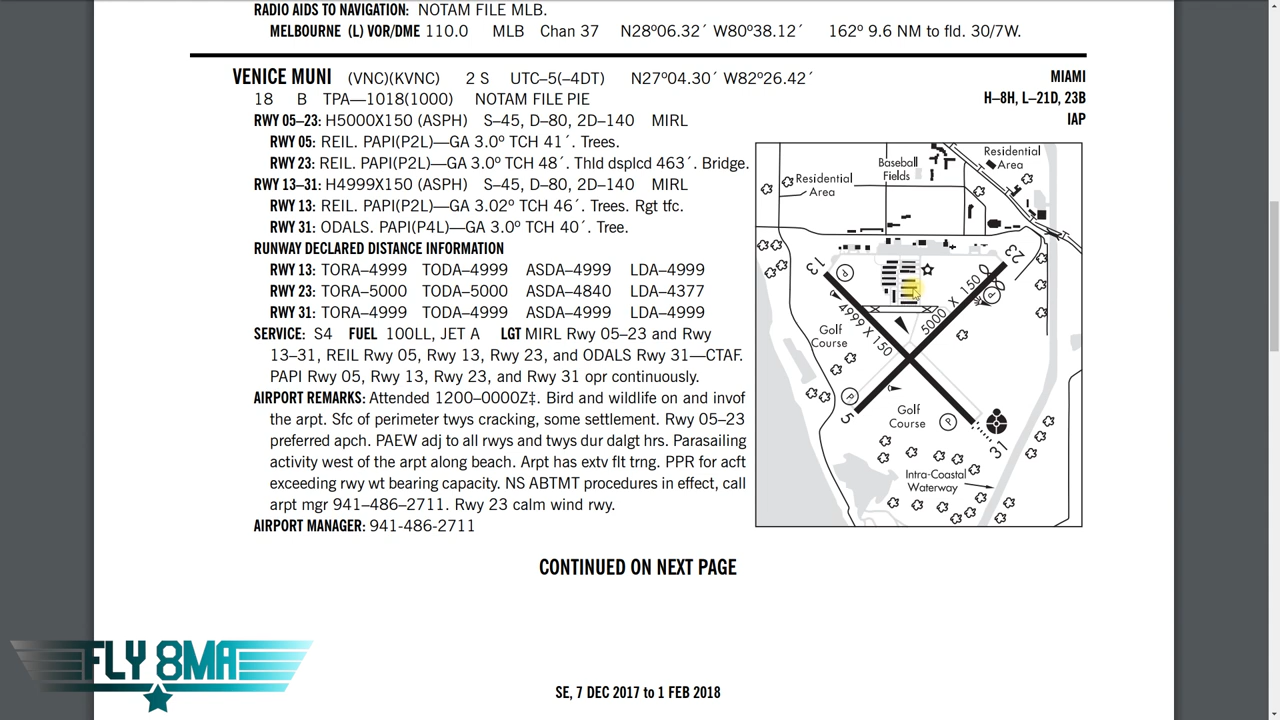 RADIO AIDS TO NAVIGATION: NOTAM FILE MLB.
MELBOURNE (L) VOR/DME 110.0 MLB Chan 37 N28º06.32´ W80º38.12´ 162º 9.6 NM to fld. 30/7W.
VENICE MUNI (VNC)(KVNC) 2 S UTC–5(–4DT) N27º04.30´ W82º26.42´
MIAMI
18 B TPA—1018(1000) NOTAM FILE PIE
H–8H, L–21D, 23B
IAP
RWY 05–23: H5000X150 (ASPH) S–45, D–80, 2D–140 MIRL
RWY 05: REIL. PAPI(P2L)—GA 3.0º TCH 41´. Trees.
RWY 23: REIL. PAPI(P2L)—GA 3.0º TCH 48´. Thld dsplcd 463´. Bridge.
RWY 13–31: H4999X150 (ASPH) S–45, D–80, 2D–140 MIRL
RWY 13: REIL. PAPI(P2L)—GA 3.02º TCH 46´. Trees. Rgt tfc.
RWY 31: ODALS. PAPI(P4L)—GA 3.0º TCH 40´. Tree.
RUNWAY DECLARED DISTANCE INFORMATION
RWY 13: TORA–4999 TODA–4999 ASDA–4999 LDA–4999
RWY 23: TORA–5000 TODA–5000 ASDA–4840 LDA–4377
RWY 31: TORA–4999 TODA–4999 ASDA–4999 LDA–4999
SERVICE: S4 FUEL 100LL, JET A LGT MIRL Rwy 05–23 and Rwy
13–31, REIL Rwy 05, Rwy 13, Rwy 23, and ODALS Rwy 31—CTAF.
PAPI Rwy 05, Rwy 13, Rwy 23, and Rwy 31 opr continuously.
AIRPORT REMARKS: Attended 1200–0000Z‡. Bird and wildlife on and invof
the arpt. Sfc of perimeter twys cracking, some settlement. Rwy 05–23
preferred apch. PAEW adj to all rwys and twys dur dalgt hrs. Parasailing
activity west of the arpt along beach. Arpt has extv flt trng. PPR for acft
exceeding rwy wt bearing capacity. NS ABTMT procedures in effect, call
arpt mgr 941–486–2711. Rwy 23 calm wind rwy.
AIRPORT MANAGER: 941-486-2711
Residential
Area
Baseball
Fields
Residential
Area
13
23
P
P
4999 X 150
5000 X 150
Golf
Course
P
5
Golf
Course
P
31
Intra-Coastal
Waterway
CONTINUED ON NEXT PAGE
FLY 8MA
SE, 7 DEC 2017 to 1 FEB 2018